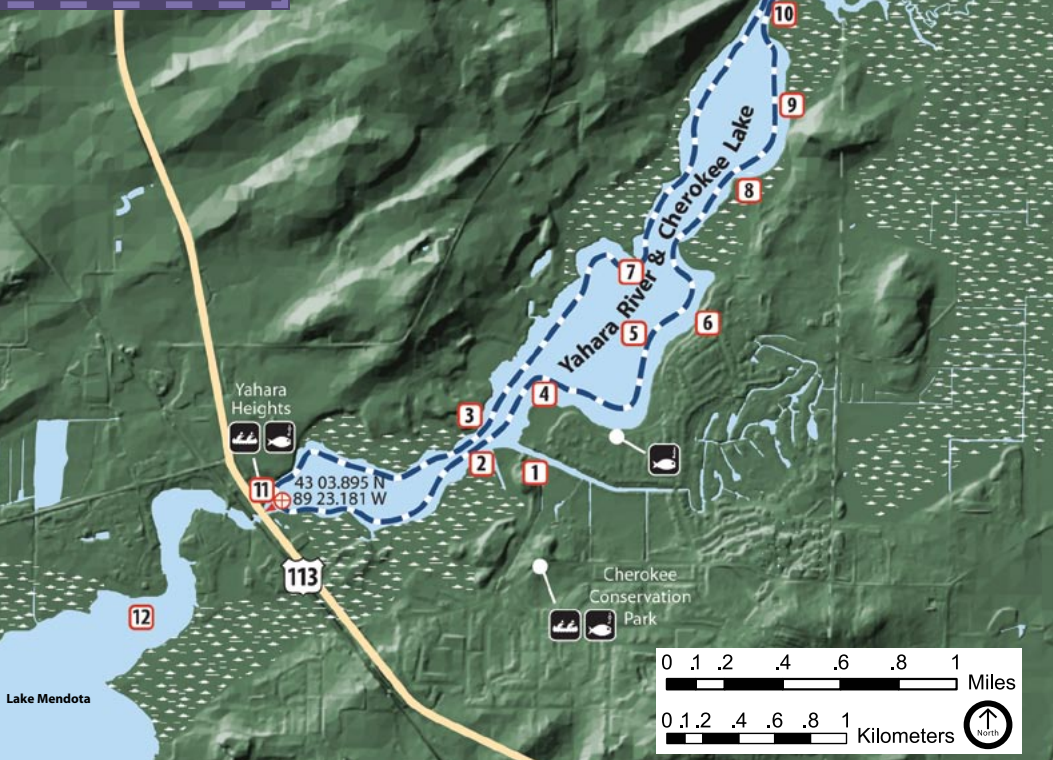 10
9
8
Yahara River & Cherokee Lake
7
6
5
4
Yahara
Heights
3
2
1
11
43 03.895 N
89 23.181 W
113
Cherokee
Conservation
Park
12
Lake Mendota
0 .1 .2 .4 .6 .8 1
Miles
0 .1 .2 .4 .6 .8 1
Kilometers
North